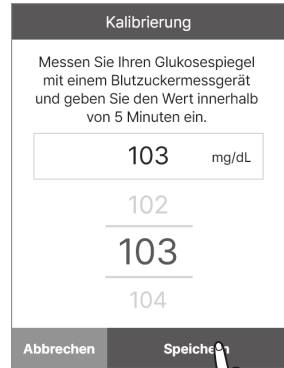 Kalibrierung
Messen Sie Ihren Glukosespiegel
mit einem Blutzuckermessgerät
und geben Sie den Wert innerhalb
von 5 Minuten ein.
103 mg/dL
102
103
104
Abbrechen Speichern